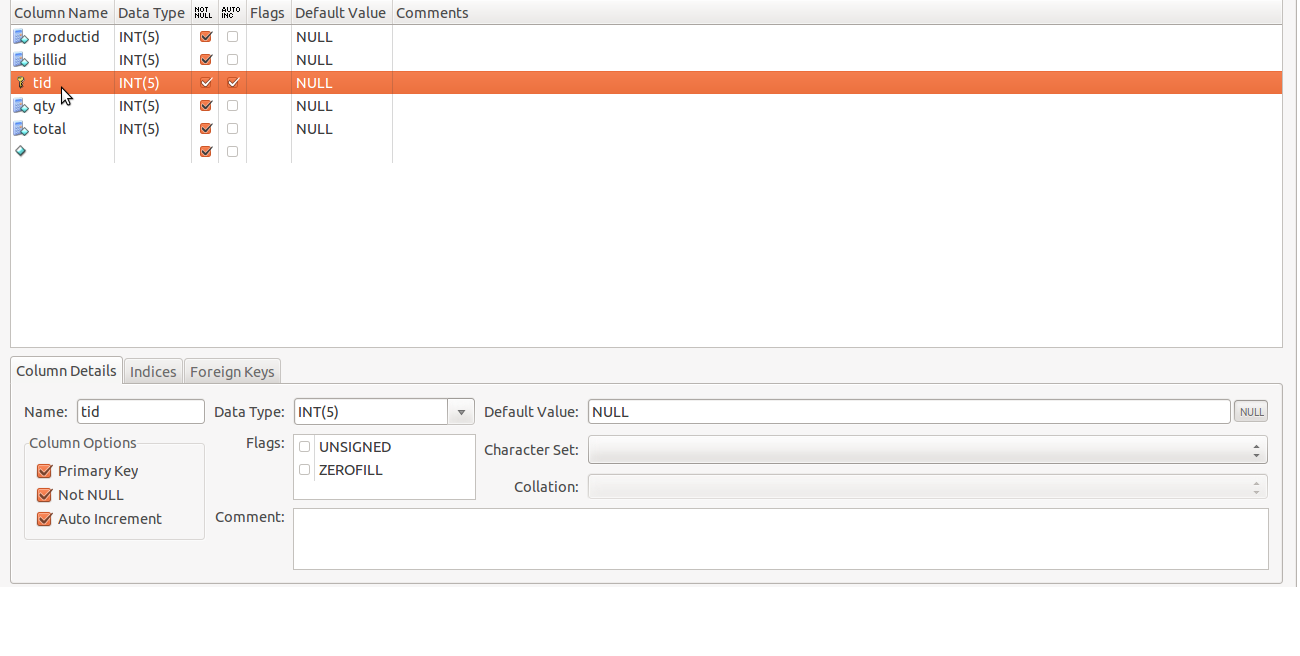 Column Name Data Type NOT NULL AUTO INC Flags Default Value Comments
productid INT(5) NULL
billid INT(5) NULL
tid INT(5) NULL
qty INT(5) NULL
total INT(5) NULL
Column Details Indices Foreign Keys
Name: tid Data Type: INT(5) Default Value: NULL NULL
Column Options Flags: UNSIGNED Character Set:
Primary Key ZEROFILL
Not NULL Collation:
Auto Increment Comment: